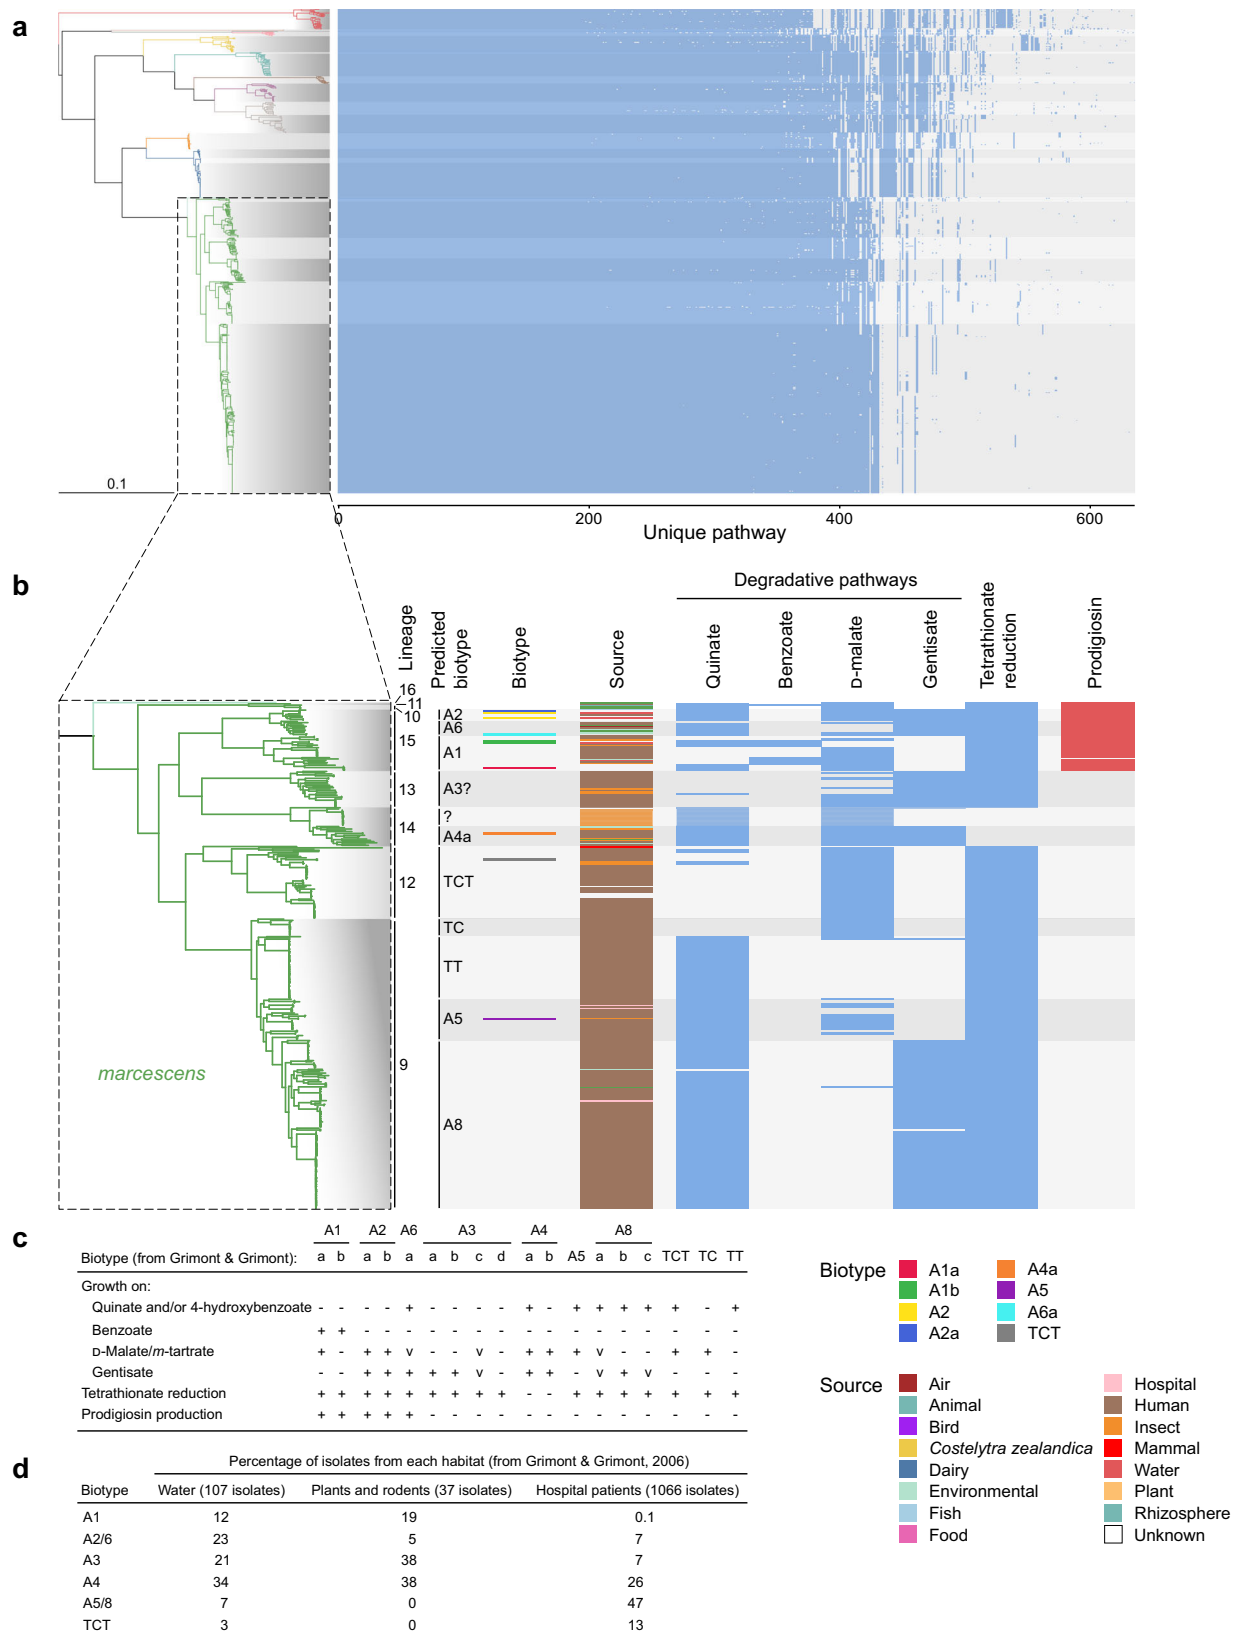 a
0.1
0 200 400 600
Unique pathway
b
Degradative pathways
Lineage
Predicted biotype
Biotype
Source
Quinate
Benzoate
D-malate
Gentisate
Tetrathionate reduction
Prodigiosin
16
11
10
15
13
14
12
9
A2
A6
A1
A3?
?
A4a
TCT
TC
TT
A5
A8
marcescens
c
A1 A2 A6 A3 A4 A8
Biotype (from Grimont & Grimont): a b a b a a b c d a b A5 a b c TCT TC TT
Growth on:
Quinate and/or 4-hydroxybenzoate - - - - + - - - - + - + + + + + - +
Benzoate + + - - - - - - - - - - - - - - - -
D-Malate/m-tartrate + - + + v - - v - + + + v - - + + -
Gentisate - - + + + + + v - + + - v + v - - -
Tetrathionate reduction + + + + + + + + + - - + + + + + + +
Prodigiosin production + + + + + - - - - - - - - - - - - -
d
Percentage of isolates from each habitat (from Grimont & Grimont, 2006)
Biotype Water (107 isolates) Plants and rodents (37 isolates) Hospital patients (1066 isolates)
A1 12 19 0.1
A2/6 23 5 7
A3 21 38 7
A4 34 38 26
A5/8 7 0 47
TCT 3 0 13
Biotype
A1a
A1b
A2
A2a
A4a
A5
A6a
TCT
Source
Air
Animal
Bird
Costelytra zealandica
Dairy
Environmental
Fish
Food
Hospital
Human
Insect
Mammal
Water
Plant
Rhizosphere
Unknown